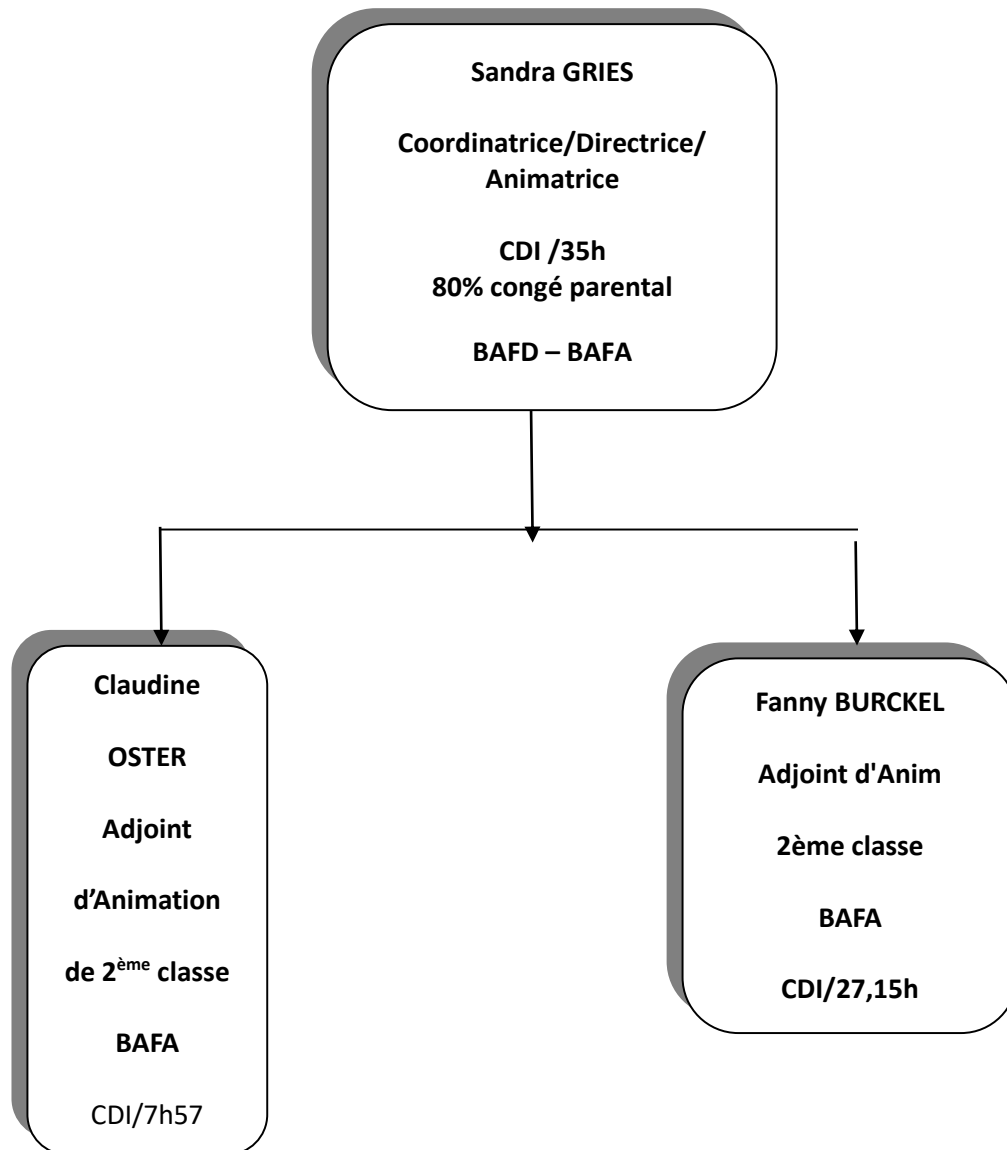 Sandra GRIES
Coordinatrice/Directrice/
Animatrice
CDI /35h
80% congé parental
BAFD – BAFA
Claudine
OSTER
Adjoint
d’Animation
de 2ème classe
BAFA
CDI/7h57
Fanny BURCKEL
Adjoint d'Anim
2ème classe
BAFA
CDI/27,15h